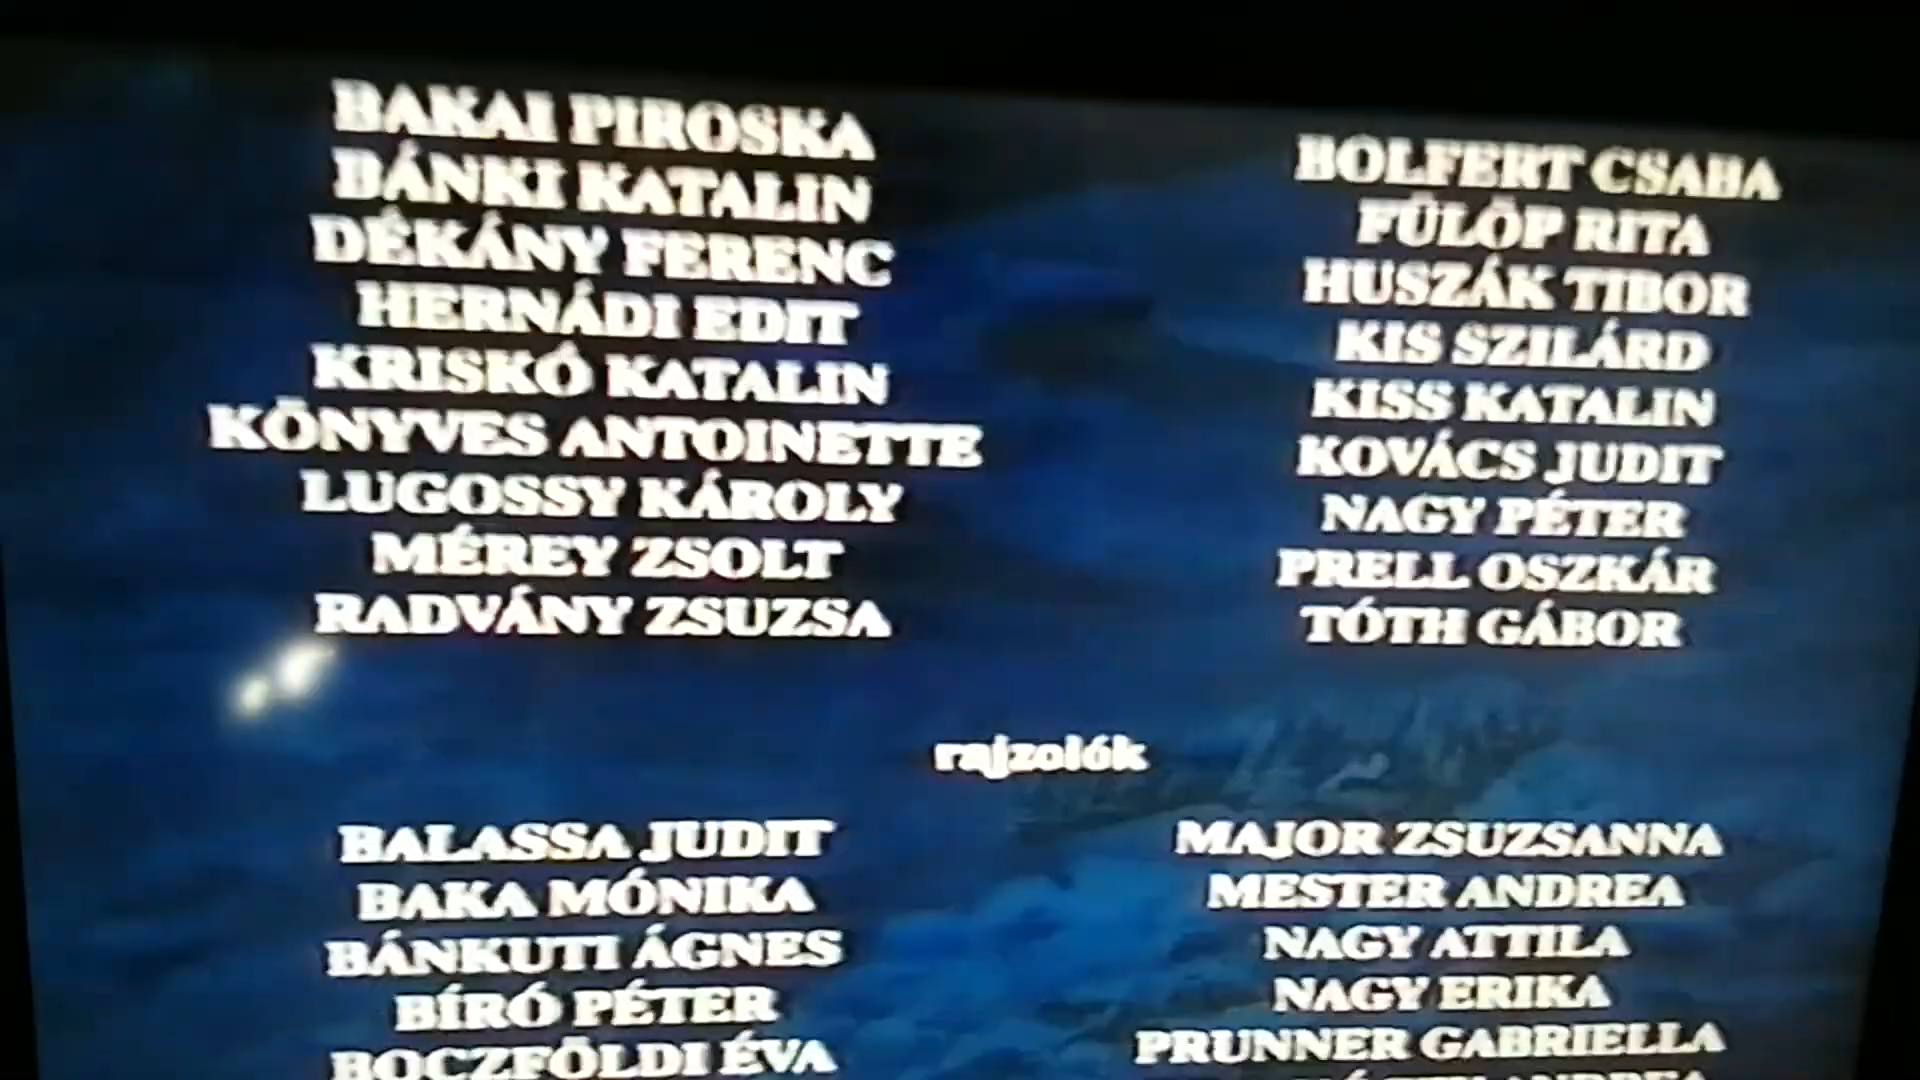 BAKAI PIROSKA
BÁNKI KATALIN
DÉKÁNY FERENC
HERNÁDI EDIT
KRISKÓ KATALIN
KÖNYVES ANTOINETTE
LUGOSSY KÁROLY
MÉREY ZSOLT
RADVÁNY ZSUZSA
BOLFERT CSABA
FÜLÖP RITA
HUSZÁK TIBOR
KIS SZILÁRD
KISS KATALIN
KOVÁCS JUDIT
NAGY PÉTER
PRELL OSZKÁR
TÓTH GÁBOR
rajzolók
BALASSA JUDIT
BAKA MÓNIKA
BÁNKUTI ÁGNES
BÍRÓ PÉTER
BOCZFÖLDI ÉVA
MAJOR ZSUZSANNA
MESTER ANDREA
NAGY ATTILA
NAGY ERIKA
PRUNNER GABRIELLA